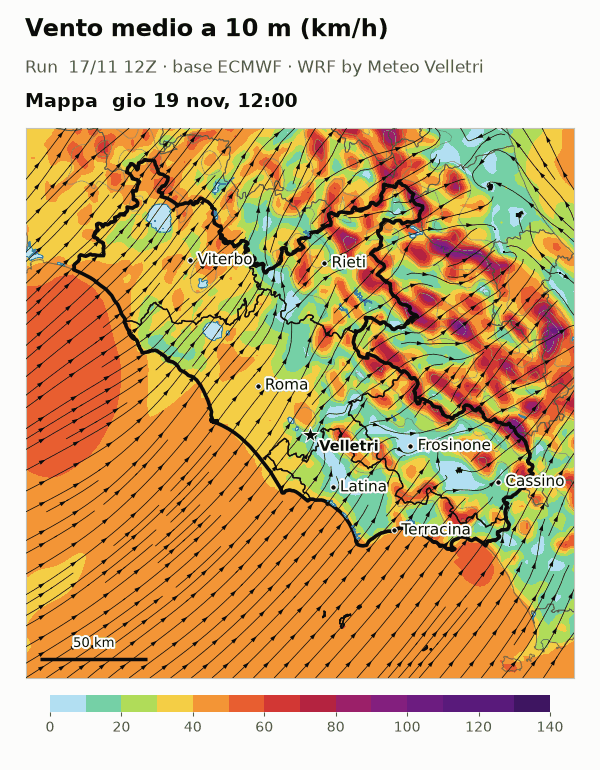 Vento medio a 10 m (km/h)
Run 17/11 12Z · base ECMWF · WRF by Meteo Velletri
Mappa gio 19 nov, 12:00
Viterbo
Rieti
Roma
Velletri
Frosinone
Latina
Cassino
Terracina
50 km
0 20 40 60 80 100 120 140